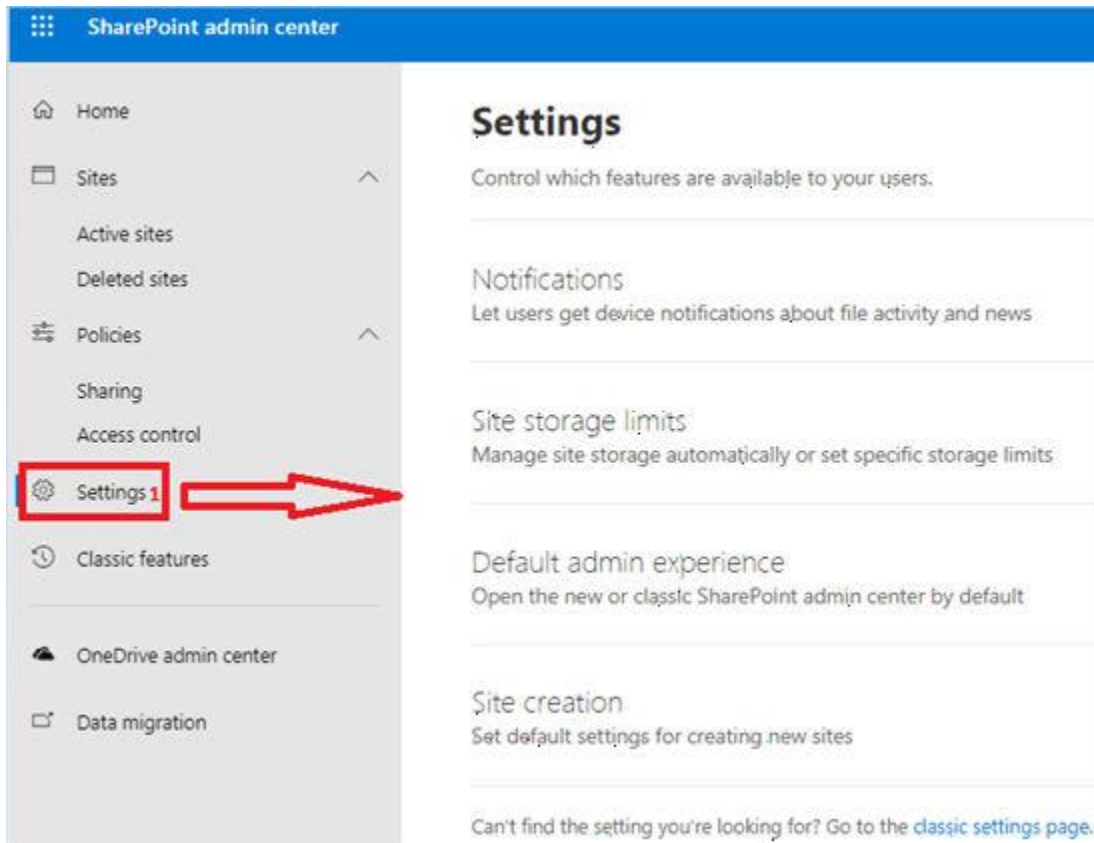 SharePoint admin center
Home
Sites
Active sites
Deleted sites
Policies
Sharing
Access control
Settings 1
Classic features
OneDrive admin center
Data migration
Settings
Control which features are available to your users.
Notifications
Let users get device notifications about file activity and news
Site storage limits
Manage site storage automatically or set specific storage limits
Default admin experience
Open the new or classic SharePoint admin center by default
Site creation
Set default settings for creating new sites
Can't find the setting you're looking for? Go to the classic settings page.